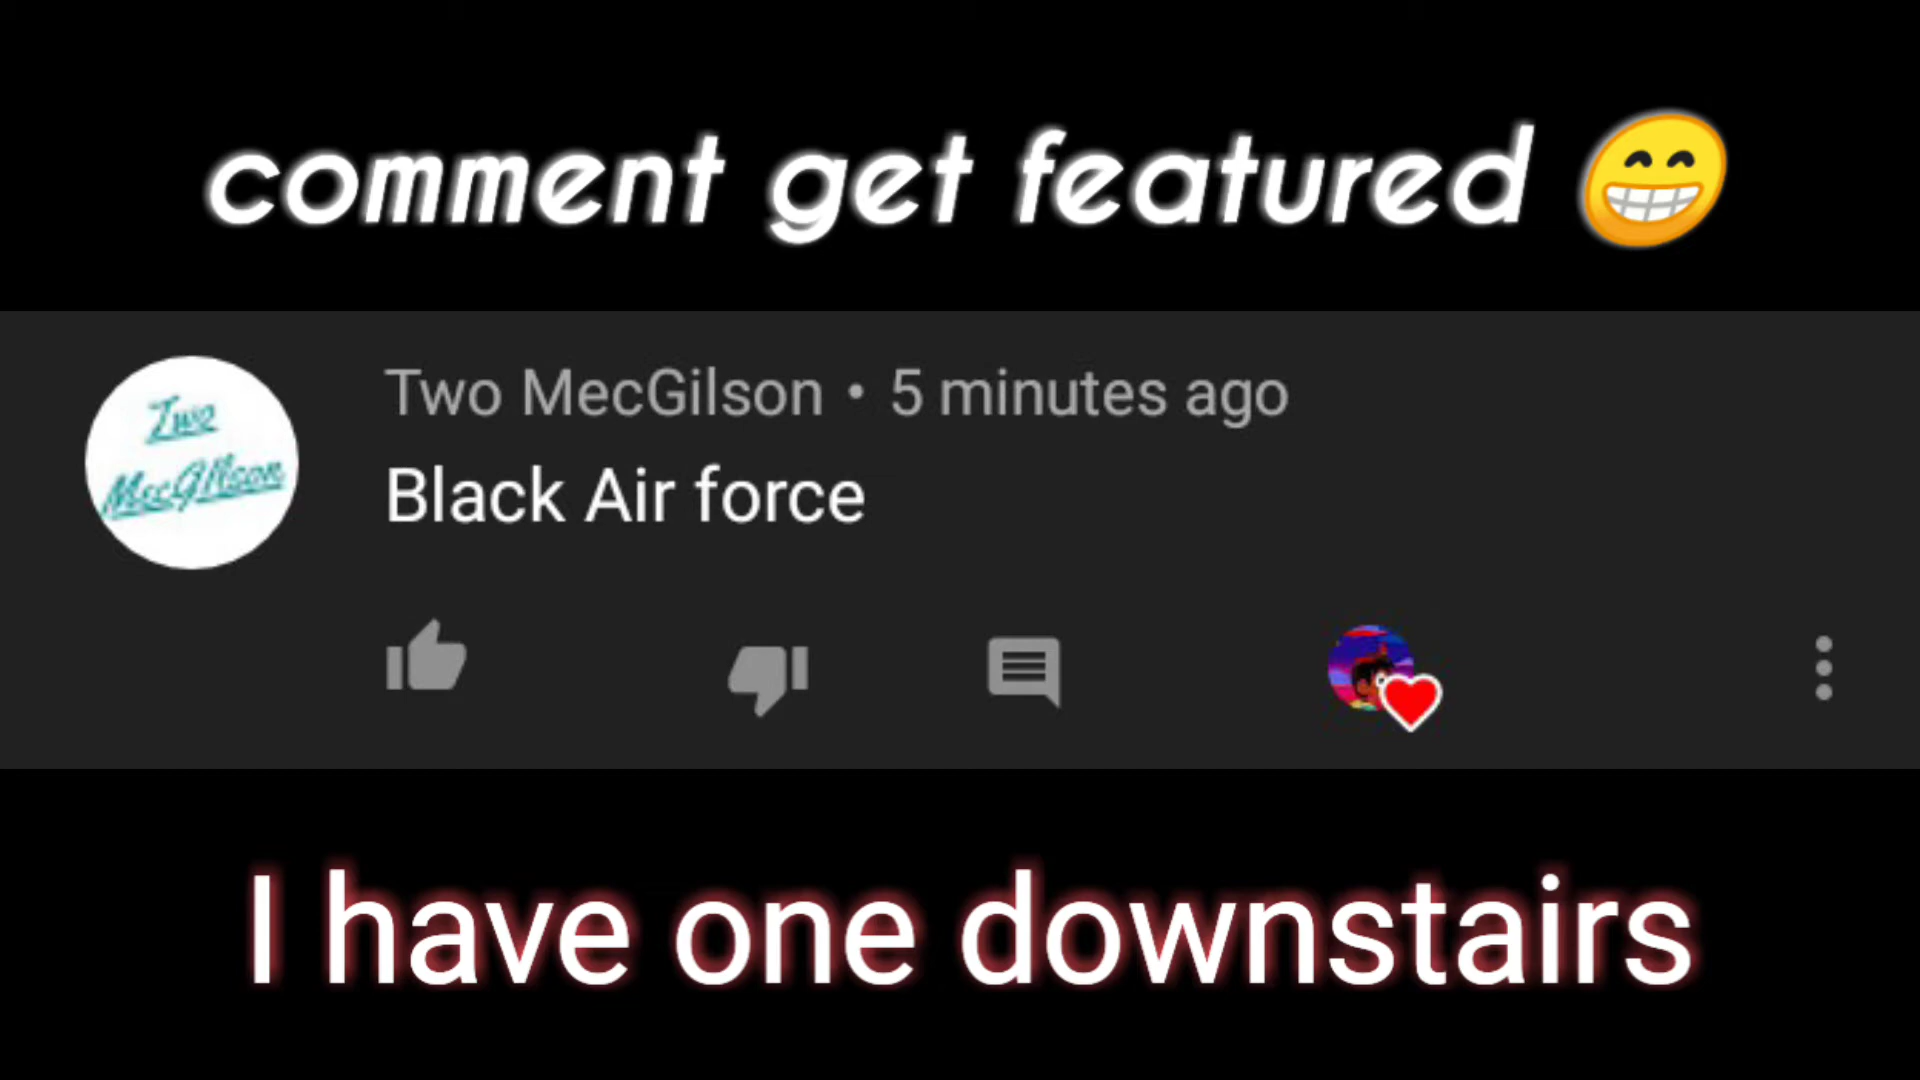 comment get featured 😁
Two MecGilson • 5 minutes ago
Two
MecGilson
Black Air force
I have one downstairs